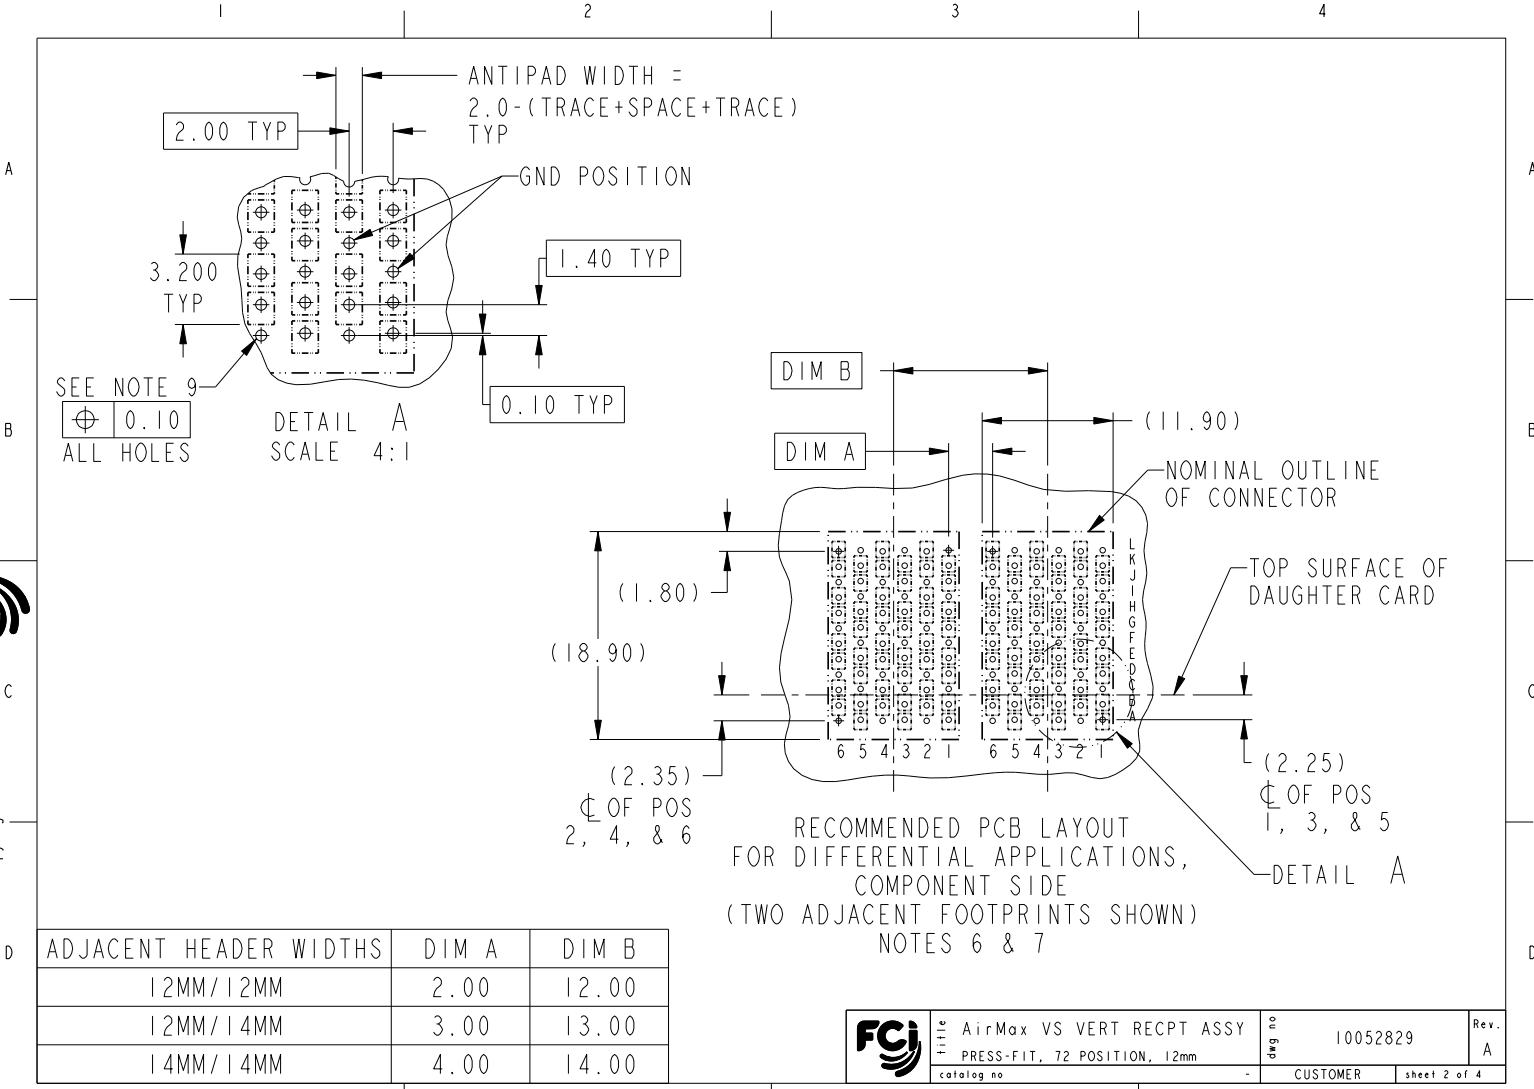 1 2 3 4
A A
B B
C C
D D
ANTIPAD WIDTH =
2.0-(TRACE+SPACE+TRACE)
TYP
2.00 TYP
GND POSITION
1.40 TYP
3.200
TYP
SEE NOTE 9
0.10
ALL HOLES
0.10 TYP
DETAIL A
SCALE 4:1
DIM B
(11.90)
DIM A
NOMINAL OUTLINE
OF CONNECTOR
L
K
J
I
H
G
F
E
D
C
B
A
TOP SURFACE OF
DAUGHTER CARD
(1.80)
(18.90)
6 5 4 3 2 1 6 5 4 3 2 1
(2.35)
℄ OF POS
2, 4, & 6
(2.25)
℄ OF POS
1, 3, & 5
DETAIL A
RECOMMENDED PCB LAYOUT
FOR DIFFERENTIAL APPLICATIONS,
COMPONENT SIDE
(TWO ADJACENT FOOTPRINTS SHOWN)
NOTES 6 & 7
ADJACENT HEADER WIDTHS DIM A DIM B
12MM/12MM 2.00 12.00
12MM/14MM 3.00 13.00
14MM/14MM 4.00 14.00
FCi
title
AirMax VS VERT RECPT ASSY
PRESS-FIT, 72 POSITION, 12mm
catalog no -
dwg no
10052829
Rev.
A
CUSTOMER
sheet 2 of 4